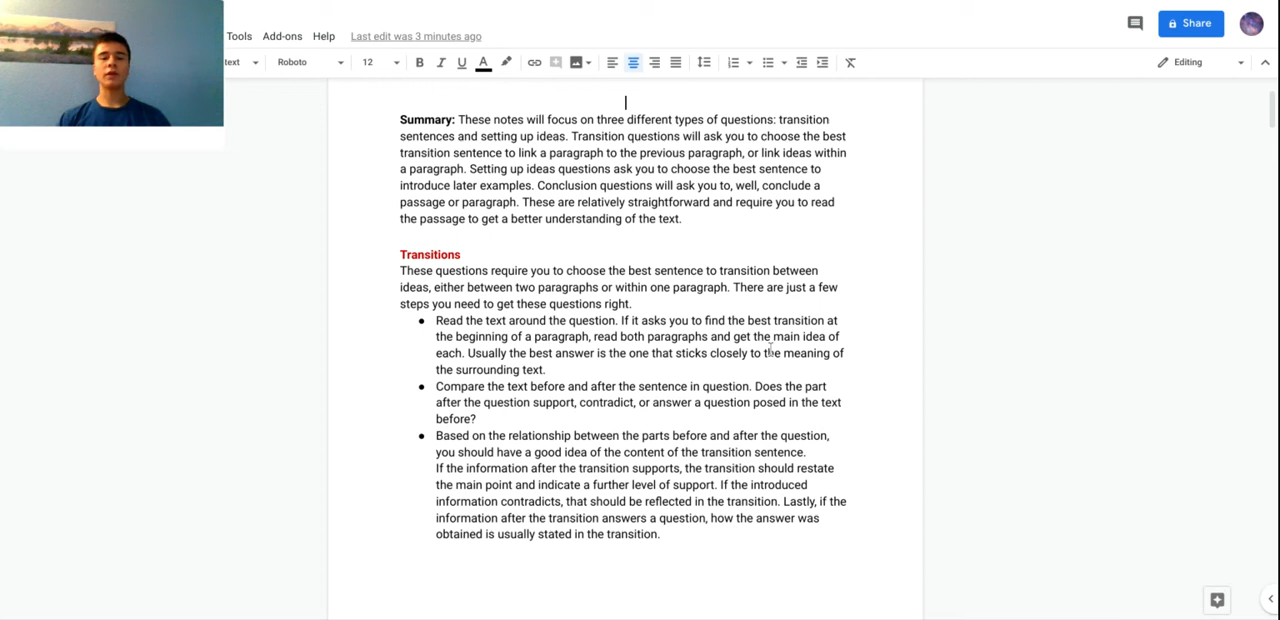 Tools Add-ons Help Last edit was 3 minutes ago
Share
text Roboto 12 B I U A Editing
Summary: These notes will focus on three different types of questions: transition
sentences and setting up ideas. Transition questions will ask you to choose the best
transition sentence to link a paragraph to the previous paragraph, or link ideas within
a paragraph. Setting up ideas questions ask you to choose the best sentence to
introduce later examples. Conclusion questions will ask you to, well, conclude a
passage or paragraph. These are relatively straightforward and require you to read
the passage to get a better understanding of the text.
Transitions
These questions require you to choose the best sentence to transition between
ideas, either between two paragraphs or within one paragraph. There are just a few
steps you need to get these questions right.
● Read the text around the question. If it asks you to find the best transition at
the beginning of a paragraph, read both paragraphs and get the main idea of
each. Usually the best answer is the one that sticks closely to the meaning of
the surrounding text.
● Compare the text before and after the sentence in question. Does the part
after the question support, contradict, or answer a question posed in the text
before?
● Based on the relationship between the parts before and after the question,
you should have a good idea of the content of the transition sentence.
If the information after the transition supports, the transition should restate
the main point and indicate a further level of support. If the introduced
information contradicts, that should be reflected in the transition. Lastly, if the
information after the transition answers a question, how the answer was
obtained is usually stated in the transition.